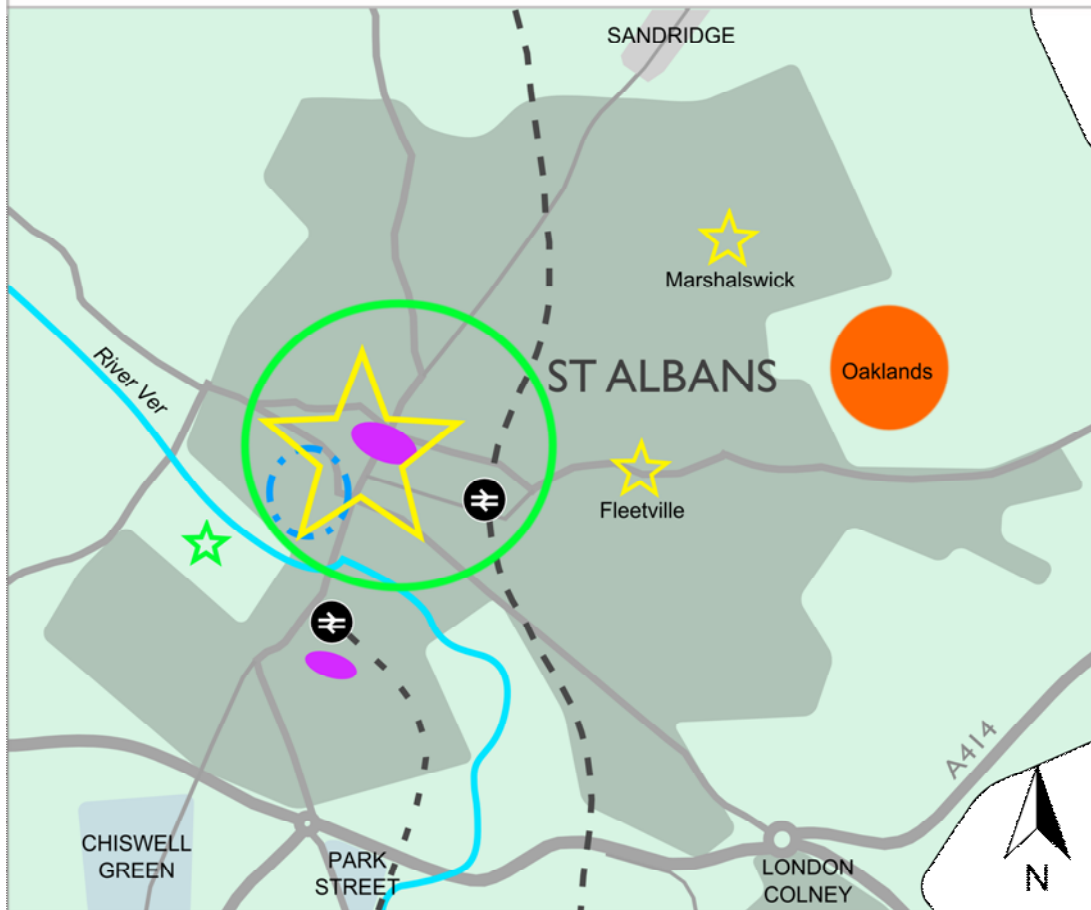 SANDRIDGE
Marshalswick
River Ver
ST ALBANS
Oaklands
Fleetville
A414
CHISWELL
GREEN
PARK
STREET
LONDON
COLNEY
N